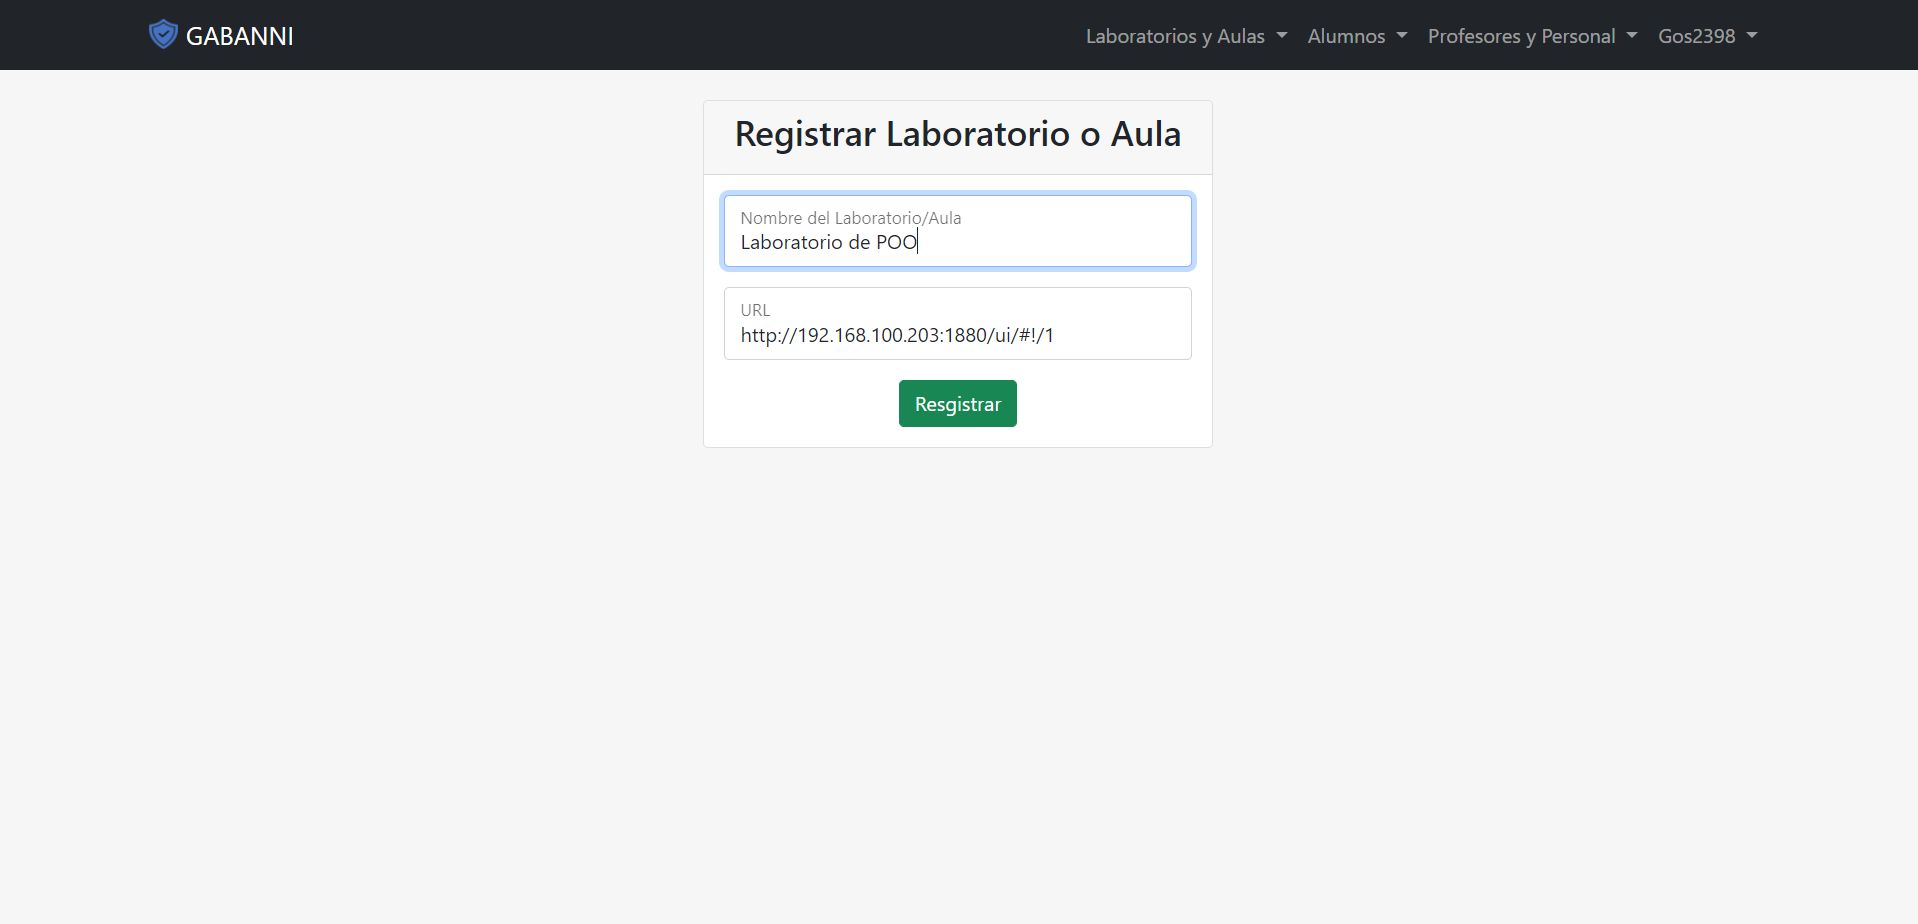 GABANNI
Laboratorios y Aulas Alumnos Profesores y Personal Gos2398
Registrar Laboratorio o Aula
Nombre del Laboratorio/Aula
Laboratorio de POO
URL
http://192.168.100.203:1880/ui/#!/1
Resgistrar